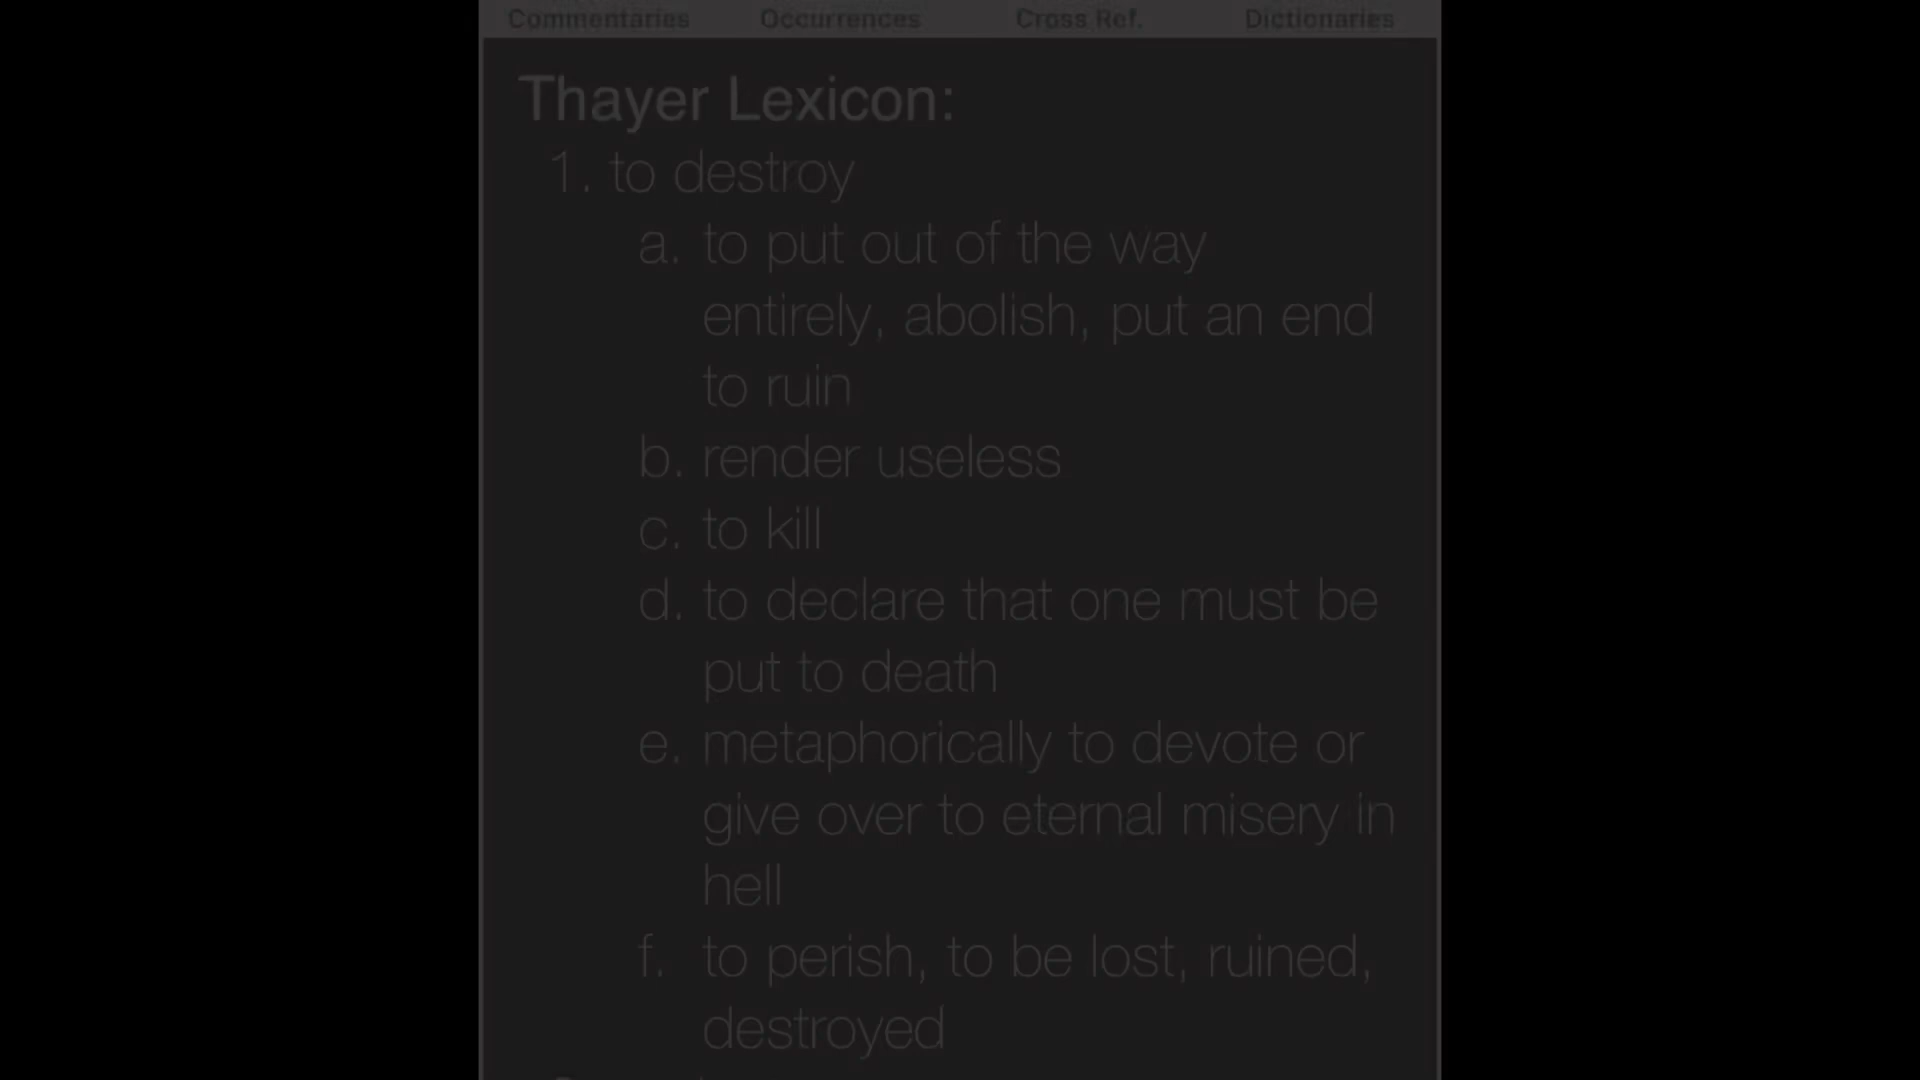 Commentaries Occurrences Cross Ref. Dictionaries
Thayer Lexicon:
1. to destroy
a. to put out of the way
entirely, abolish, put an end
to ruin
b. render useless
c. to kill
d. to declare that one must be
put to death
e. metaphorically to devote or
give over to eternal misery in
hell
f. to perish, to be lost, ruined,
destroyed